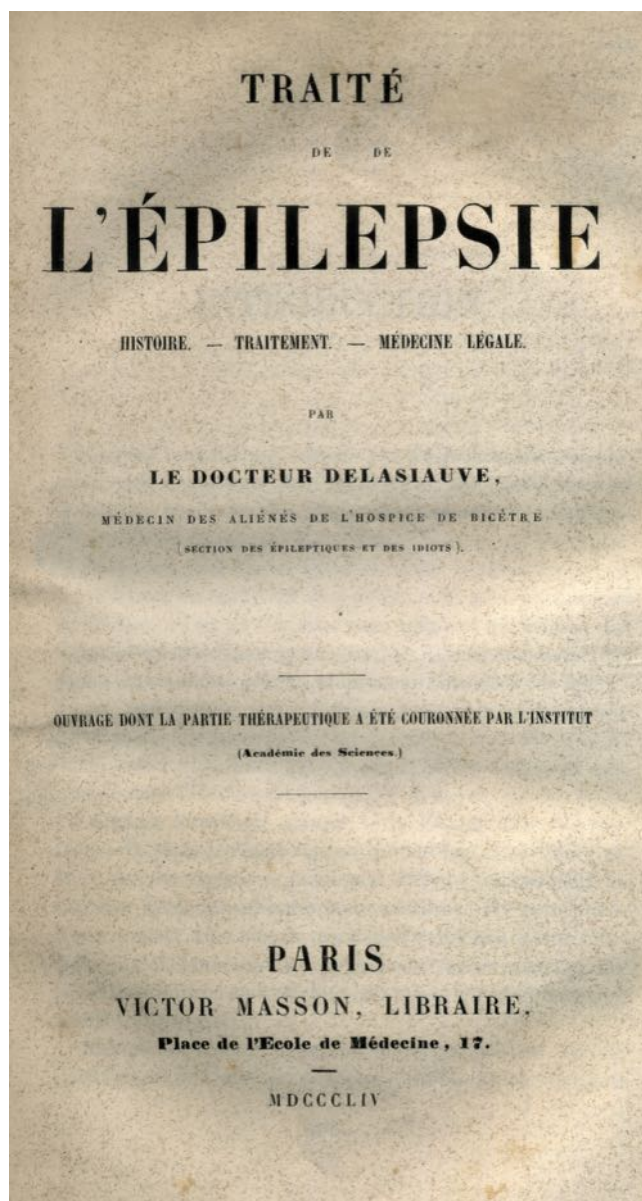 TRAITÉ
DE DE
L'ÉPILEPSIE
HISTOIRE. — TRAITEMENT. — MÉDECINE LÉGALE.
PAR
LE DOCTEUR DELASIAUVE,
MÉDECIN DES ALIÉNÉS DE L'HOSPICE DE BICÊTRE
(SECTION DES ÉPILEPTIQUES ET DES IDIOTS).
OUVRAGE DONT LA PARTIE THÉRAPEUTIQUE A ÉTÉ COURONNÉE PAR L'INSTITUT
(Académie des Sciences.)
PARIS
VICTOR MASSON, LIBRAIRE,
Place de l'Ecole de Médecine, 17.
MDCCCLIV